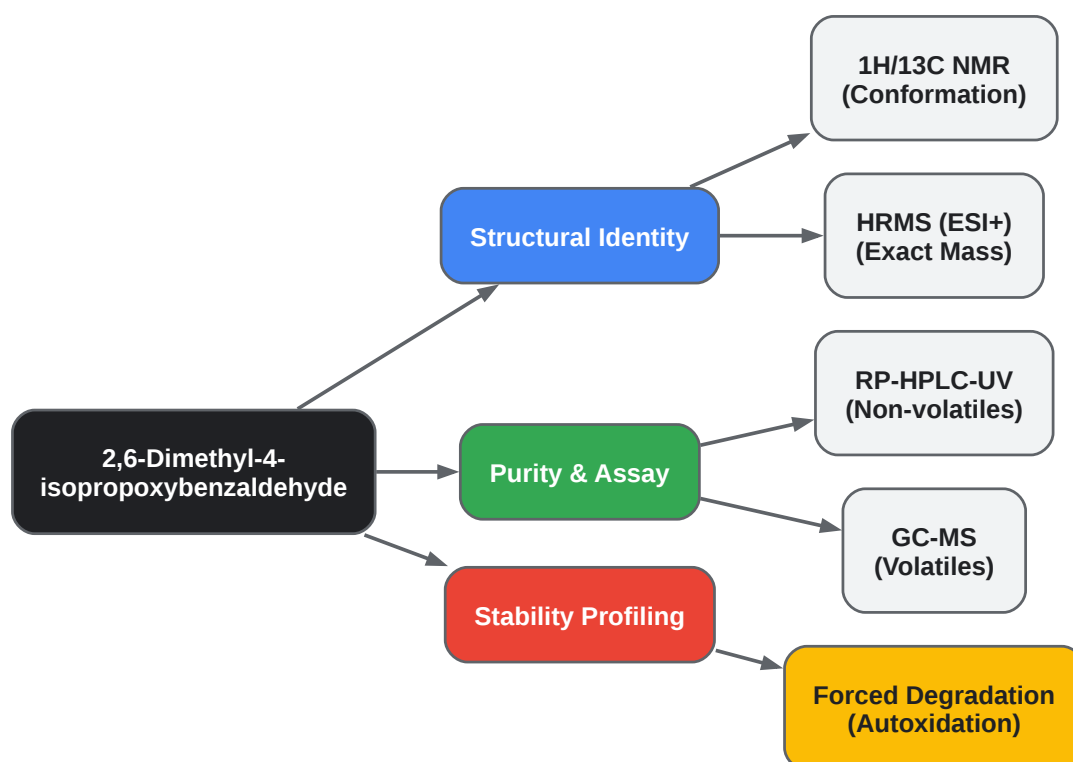 1H/13C NMR
(Conformation)
Structural Identity
HRMS (ESI+)
(Exact Mass)
2,6-Dimethyl-4-
isopropoxybenzaldehyde
Purity & Assay
RP-HPLC-UV
(Non-volatiles)
GC-MS
(Volatiles)
Stability Profiling
Forced Degradation
(Autoxidation)